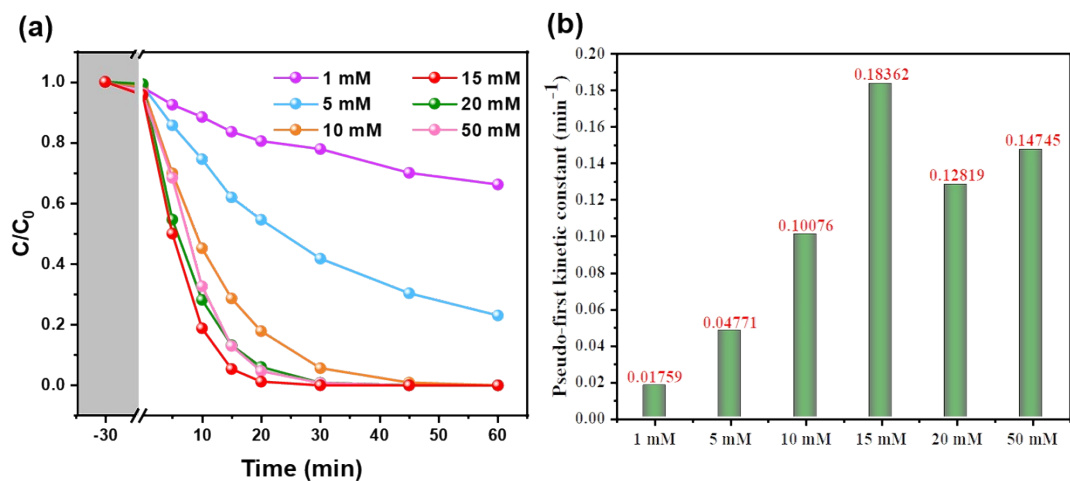 (a)
C/C0
1.0
0.8
0.6
0.4
0.2
0.0
1 mM
5 mM
10 mM
15 mM
20 mM
50 mM
-30 10 20 30 40 50 60
Time (min)
(b)
Pseudo-first kinetic constant (min⁻¹)
0.20
0.18
0.16
0.14
0.12
0.10
0.08
0.06
0.04
0.02
0.00
0.01759
0.04771
0.10076
0.18362
0.12819
0.14745
1 mM 5 mM 10 mM 15 mM 20 mM 50 mM